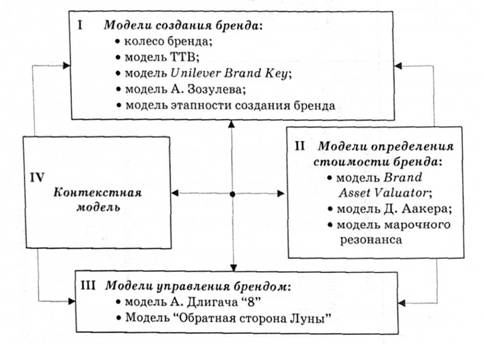 I Модели создания бренда:
• колесо бренда;
• модель ТТВ;
• модель Unilever Brand Key;
• модель А. Зозулева;
• модель этапности создания бренда
II Модели определения
стоимости бренда:
• модель Brand
Asset Valuator;
• модель Д. Аакера;
• модель марочного
резонанса
IV
Контекстная
модель
III Модели управления брендом:
• модель А. Длигача “8”
• Модель “Обратная сторона Луны”